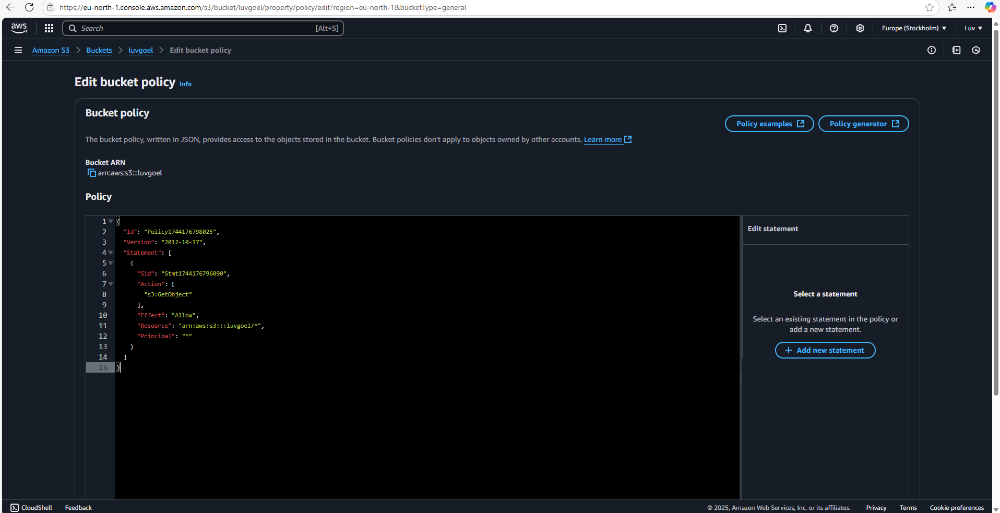 https://eu-north-1.console.aws.amazon.com/s3/bucket/luvgoel/property/policy/edit?region=eu-north-1&bucketType=general
aws Search [Alt+S] Europe (Stockholm) Luv
Amazon S3 Buckets luvgoel Edit bucket policy
Edit bucket policy Info
Bucket policy
Policy examples Policy generator
The bucket policy, written in JSON, provides access to the objects stored in the bucket. Bucket policies don't apply to objects owned by other accounts. Learn more
Bucket ARN
arn:aws:s3:::luvgoel
Policy
1 {
2 "Id": "Policy1744176798025",
3 "Version": "2012-10-17",
4 "Statement": [
5 {
6 "Sid": "Stmt1744176796090",
7 "Action": [
8 "s3:GetObject"
9 ],
10 "Effect": "Allow",
11 "Resource": "arn:aws:s3:::luvgoel/*",
12 "Principal": "*"
13 }
14 ]
15 }
Edit statement
Select a statement
Select an existing statement in the policy or
add a new statement.
+ Add new statement
CloudShell Feedback © 2025, Amazon Web Services, Inc. or its affiliates. Privacy Terms Cookie preferences